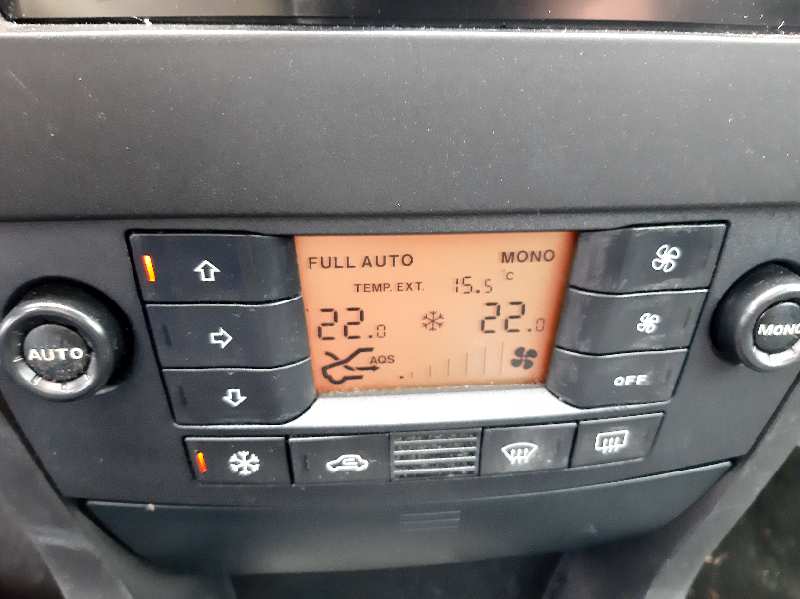 FULL AUTO MONO
TEMP. EXT. 15.5 °C
22.0 22.0
AQS
AUTO
MONO
OFF